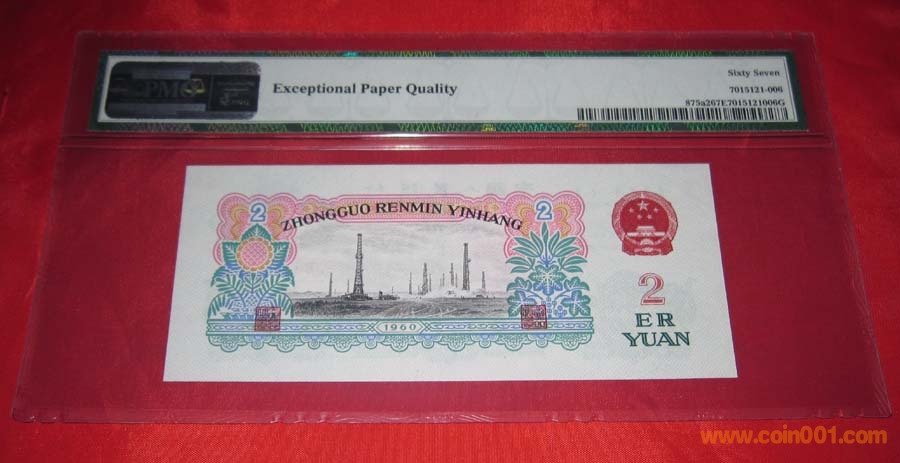 PMG
Exceptional Paper Quality
Sixty Seven
7015121-006
875a267E7015121006G
ZHONGGUO RENMIN YINHANG
2
2
1960
2
ER
YUAN
www.coin001.com